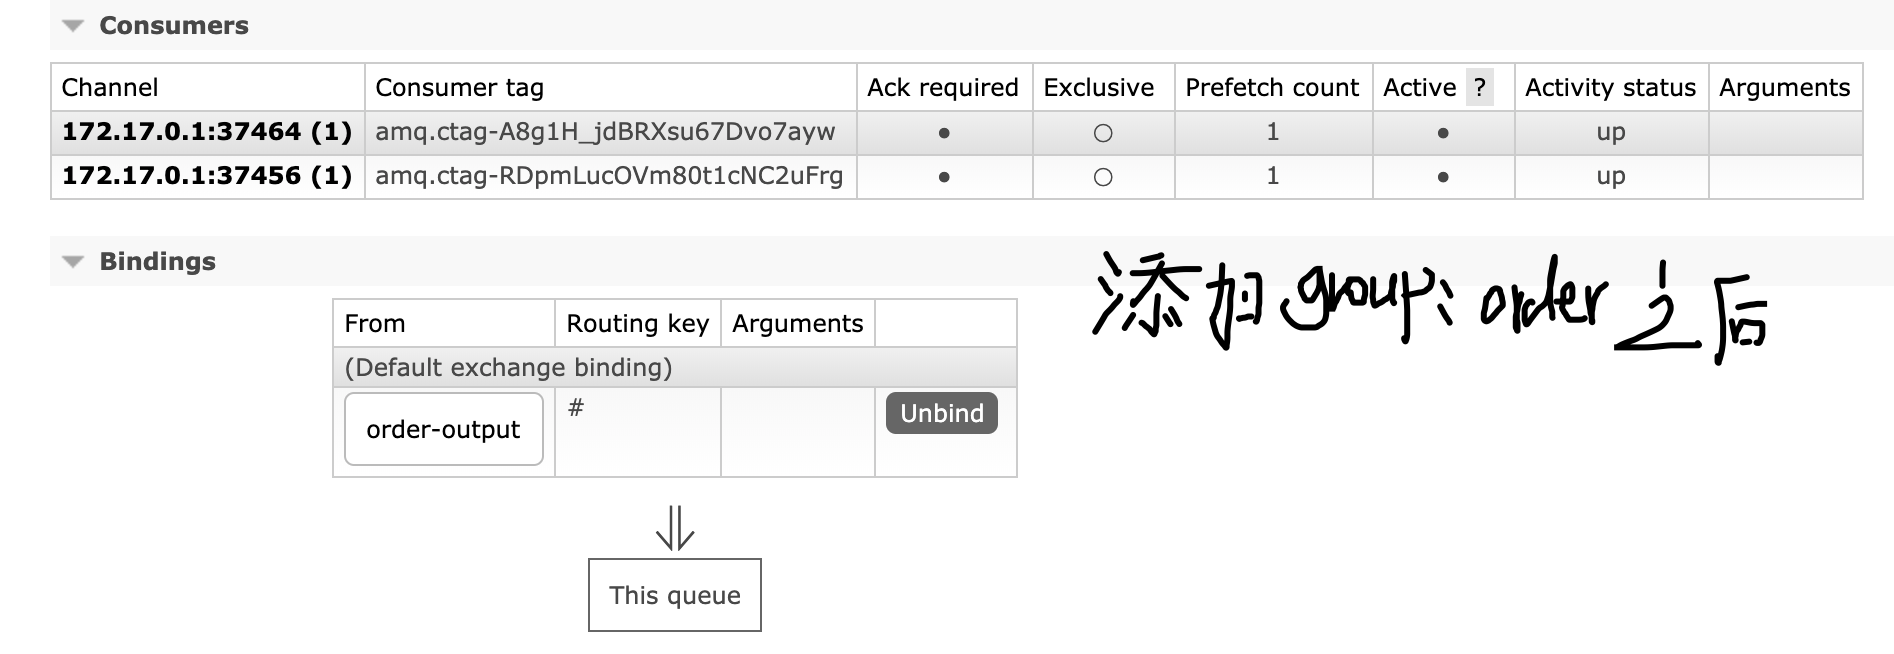 Consumers
Channel Consumer tag Ack required Exclusive Prefetch count Active ? Activity status Arguments
172.17.0.1:37464 (1) amq.ctag-A8g1H_jdBRXsu67Dvo7ayw ● ○ 1 ● up
172.17.0.1:37456 (1) amq.ctag-RDpmLucOVm80t1cNC2uFrg ● ○ 1 ● up
Bindings
添加group: order 之后
From Routing key Arguments
(Default exchange binding)
order-output # Unbind
⇓
This queue